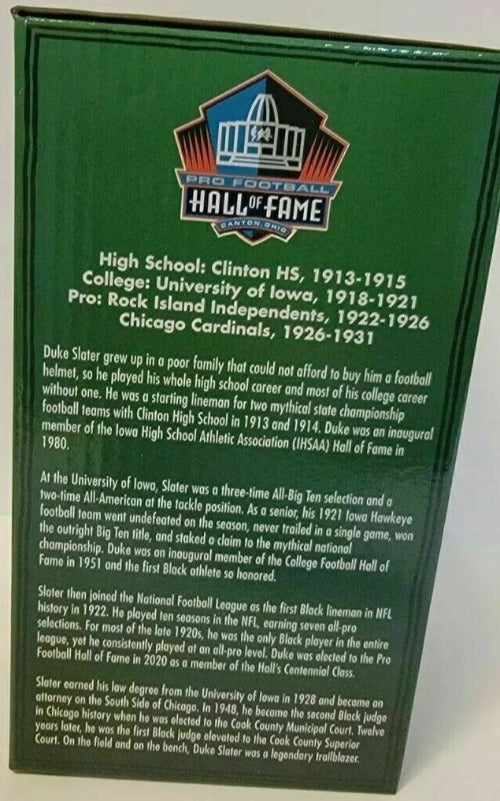 PRO FOOTBALL
HALL OF FAME
CANTON, OHIO
High School: Clinton HS, 1913-1915
College: University of Iowa, 1918-1921
Pro: Rock Island Independents, 1922-1926
Chicago Cardinals, 1926-1931
Duke Slater grew up in a poor family that could not afford to buy him a football
helmet, so he played his whole high school career and most of his college career
without one. He was a starting lineman for two mythical state championship
football teams with Clinton High School in 1913 and 1914. Duke was an inaugural
member of the Iowa High School Athletic Association (IHSAA) Hall of Fame in
1980.
At the University of Iowa, Slater was a three-time All-Big Ten selection and a
two-time All-American at the tackle position. As a senior, his 1921 Iowa Hawkeye
football team went undefeated on the season, never trailed in a single game, won
the outright Big Ten title, and staked a claim to the mythical national
championship. Duke was an inaugural member of the College Football Hall of
Fame in 1951 and the first Black athlete so honored.
Slater then joined the National Football League as the first Black lineman in NFL
history in 1922. He played ten seasons in the NFL, earning seven all-pro
selections. For most of the late 1920s, he was the only Black player in the entire
league, yet he consistently played at an all-pro level. Duke was elected to the Pro
Football Hall of Fame in 2020 as a member of the Hall's Centennial Class.
Slater earned his law degree from the University of Iowa in 1928 and became an
attorney on the South Side of Chicago. In 1948, he became the second Black judge
in Chicago history when he was elected to the Cook County Municipal Court. Twelve
years later, he was the first Black judge elevated to the Cook County Superior
Court. On the field and on the bench, Duke Slater was a legendary trailblazer.